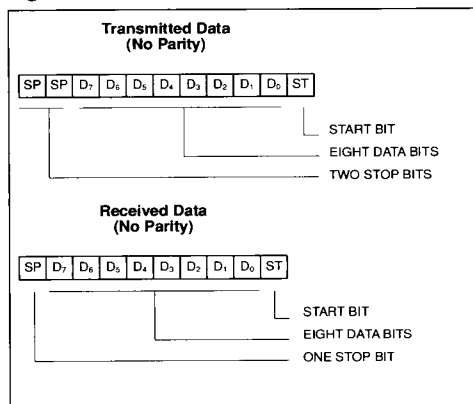 Transmitted Data
(No Parity)
SP SP D₇ D₆ D₅ D₄ D₃ D₂ D₁ D₀ ST
START BIT
EIGHT DATA BITS
TWO STOP BITS
Received Data
(No Parity)
SP D₇ D₆ D₅ D₄ D₃ D₂ D₁ D₀ ST
START BIT
EIGHT DATA BITS
ONE STOP BIT